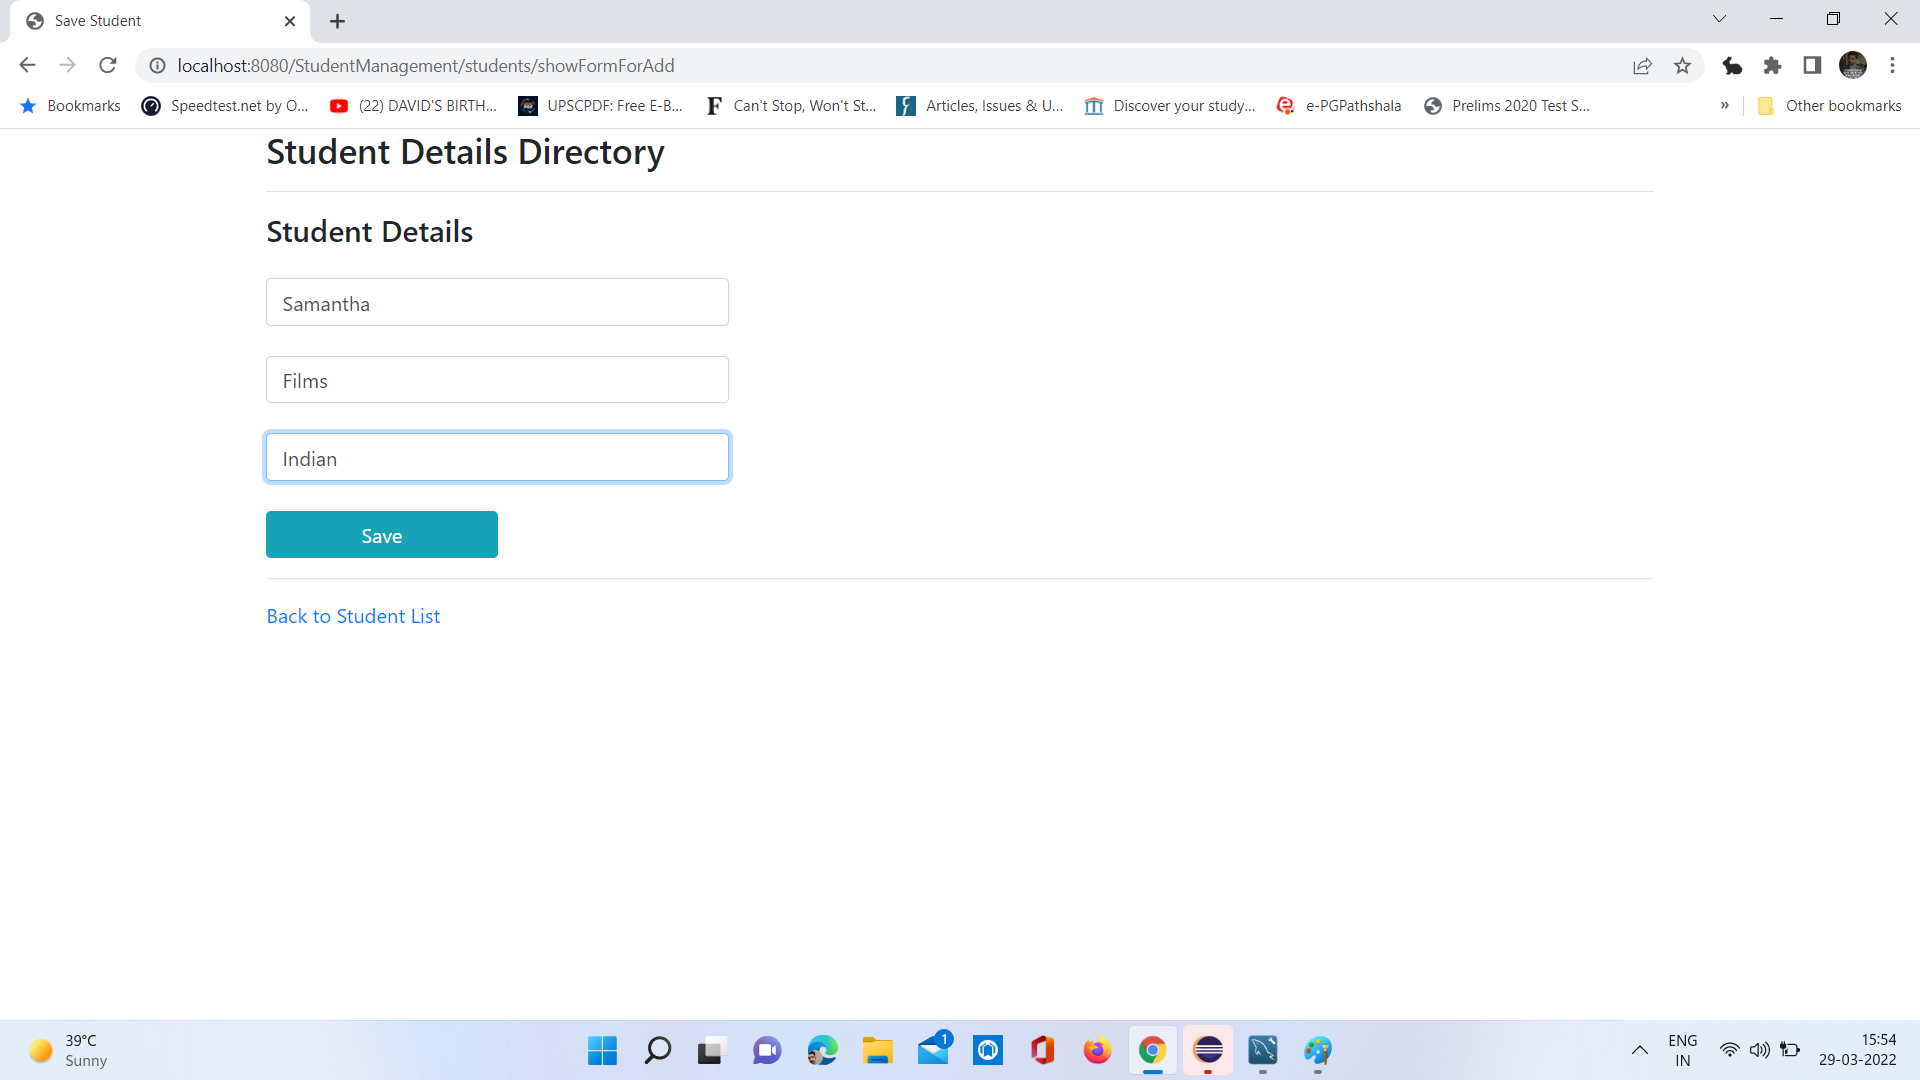 Save Student
localhost:8080/StudentManagement/students/showFormForAdd
Bookmarks
Speedtest.net by O...
(22) DAVID'S BIRTH...
UPSCPDF: Free E-B...
Can't Stop, Won't St...
Articles, Issues & U...
Discover your study...
e-PGPathshala
Prelims 2020 Test S...
»
Other bookmarks
Student Details Directory
Student Details
Samantha
Films
Indian
Save
Back to Student List
39°C
Sunny
1
ENG
IN
15:54
29-03-2022